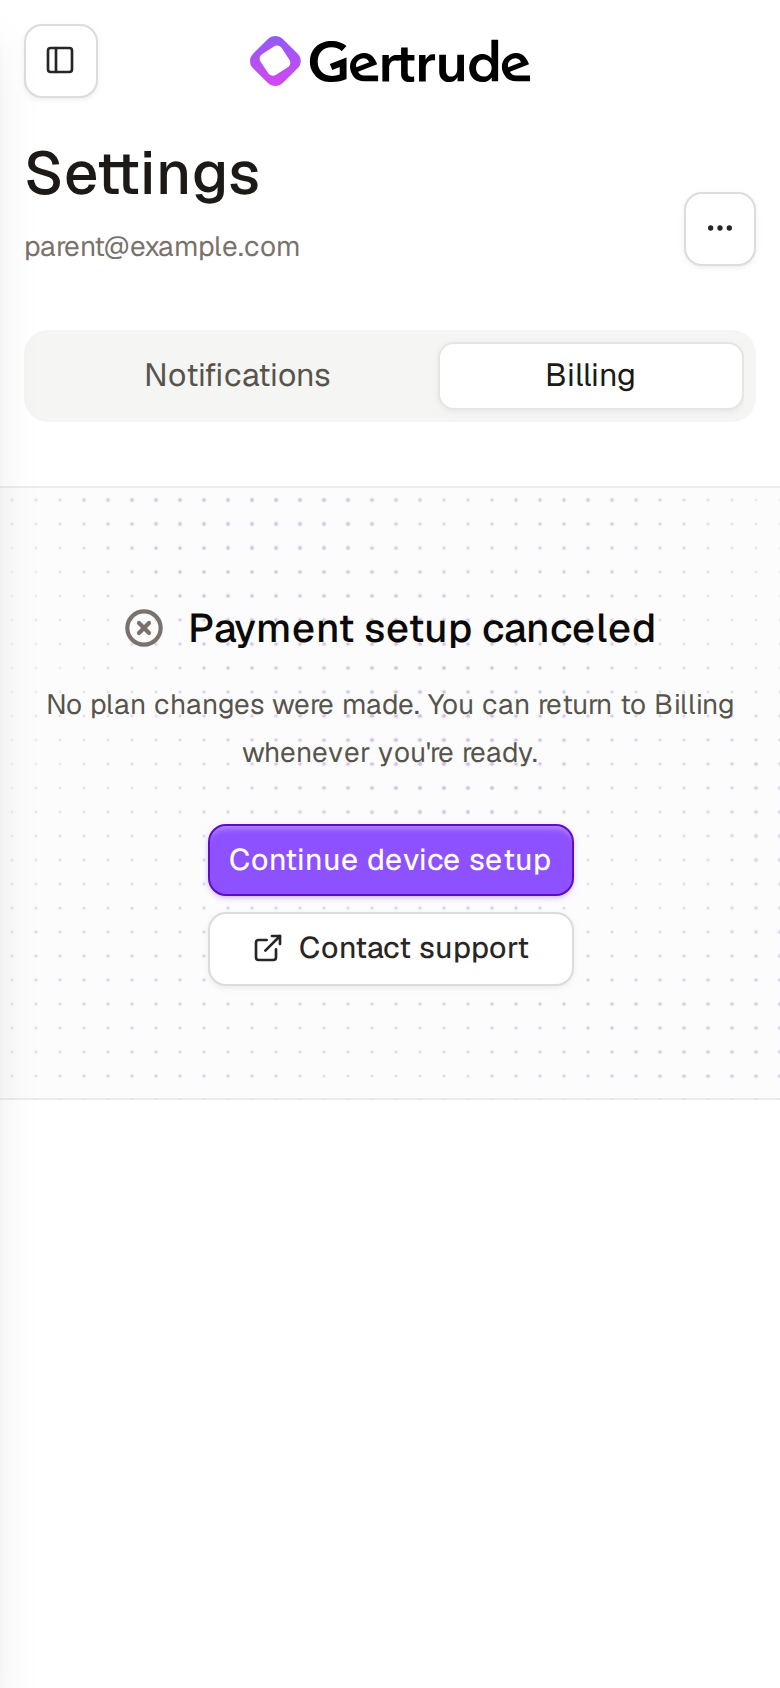 Gertrude
Settings
parent@example.com
Notifications
Billing
Payment setup canceled
No plan changes were made. You can return to Billing
whenever you're ready.
Continue device setup
Contact support